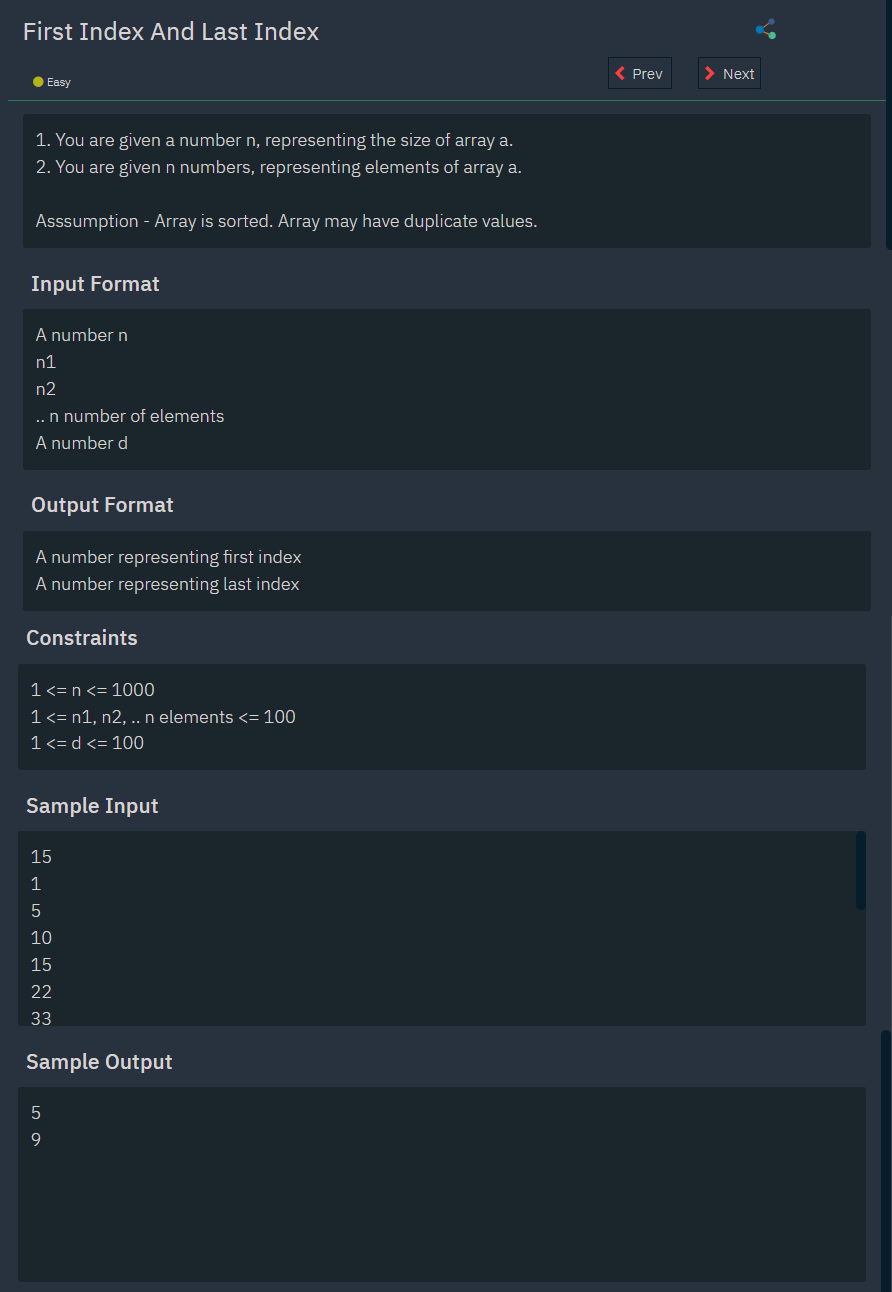 First Index And Last Index
Easy
Prev
Next
1. You are given a number n, representing the size of array a.
2. You are given n numbers, representing elements of array a.
Asssumption - Array is sorted. Array may have duplicate values.
Input Format
A number n
n1
n2
.. n number of elements
A number d
Output Format
A number representing first index
A number representing last index
Constraints
1 <= n <= 1000
1 <= n1, n2, .. n elements <= 100
1 <= d <= 100
Sample Input
15
1
5
10
15
22
33
Sample Output
5
9